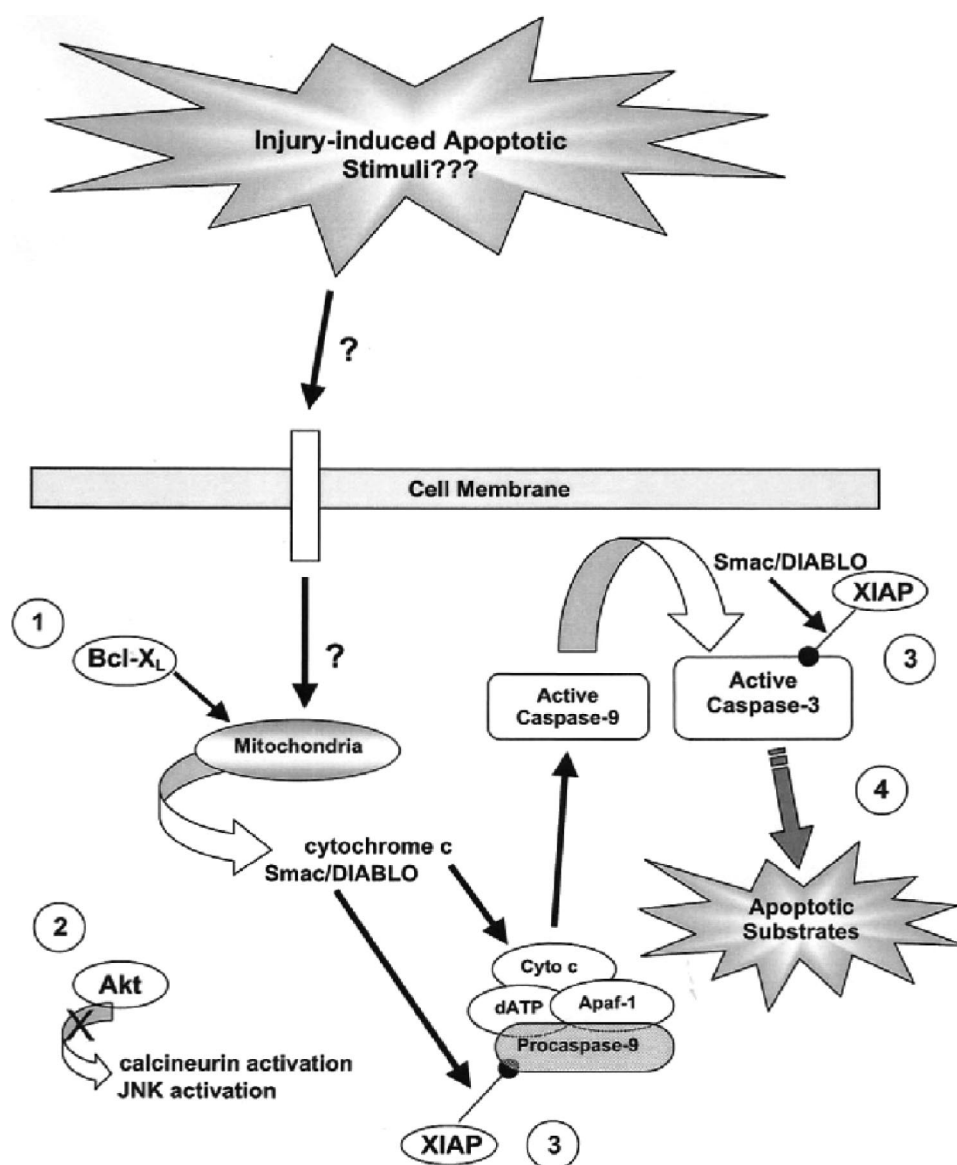 Injury-induced Apoptotic
Stimuli???
?
Cell Membrane
Smac/DIABLO
XIAP
1
Bcl-XL
?
3
Active
Caspase-9
Active
Caspase-3
Mitochondria
4
cytochrome c
Smac/DIABLO
Apoptotic
Substrates
2
Akt
X
calcineurin activation
JNK activation
Cyto c
dATP
Apaf-1
Procaspase-9
XIAP
3